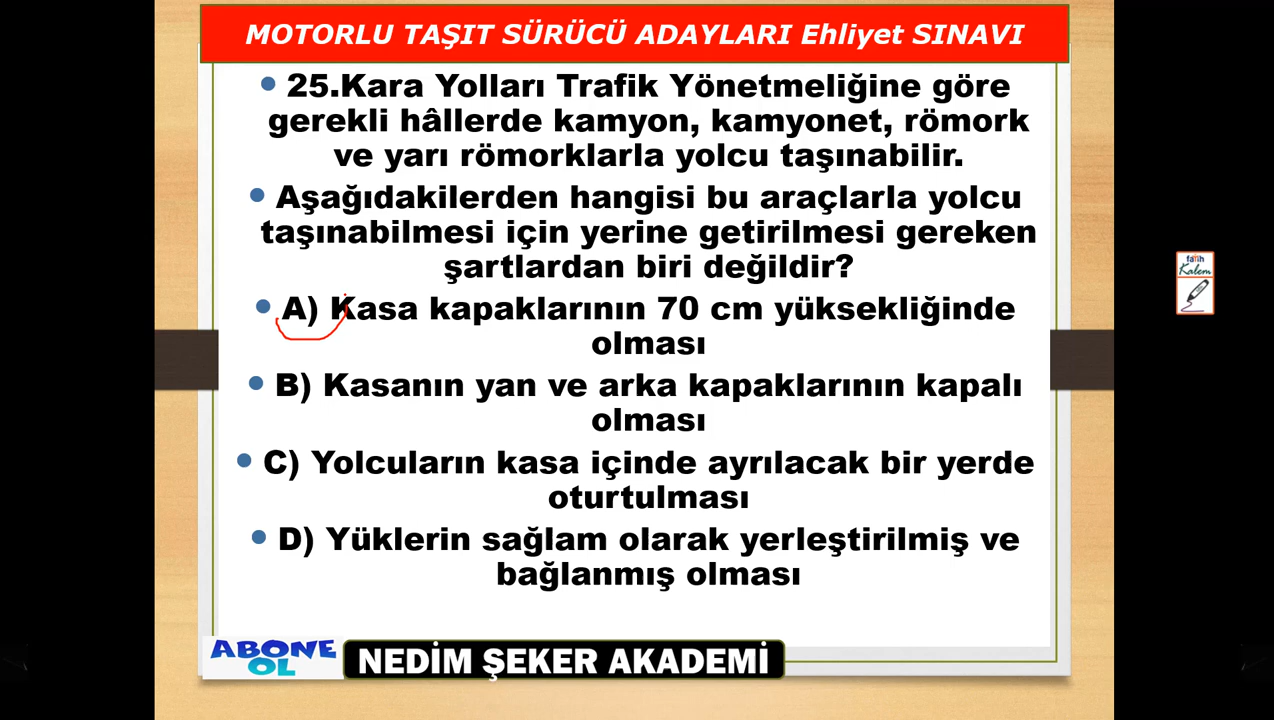 MOTORLU TAŞIT SÜRÜCÜ ADAYLARI Ehliyet SINAVI
25.Kara Yolları Trafik Yönetmeliğine göre
gerekli hâllerde kamyon, kamyonet, römork
ve yarı römorklarla yolcu taşınabilir.
Aşağıdakilerden hangisi bu araçlarla yolcu
taşınabilmesi için yerine getirilmesi gereken
şartlardan biri değildir?
A) Kasa kapaklarının 70 cm yüksekliğinde
olması
B) Kasanın yan ve arka kapaklarının kapalı
olması
C) Yolcuların kasa içinde ayrılacak bir yerde
oturtulması
D) Yüklerin sağlam olarak yerleştirilmiş ve
bağlanmış olması
fatih
Kalem
ABONE
OL
NEDİM ŞEKER AKADEMİ